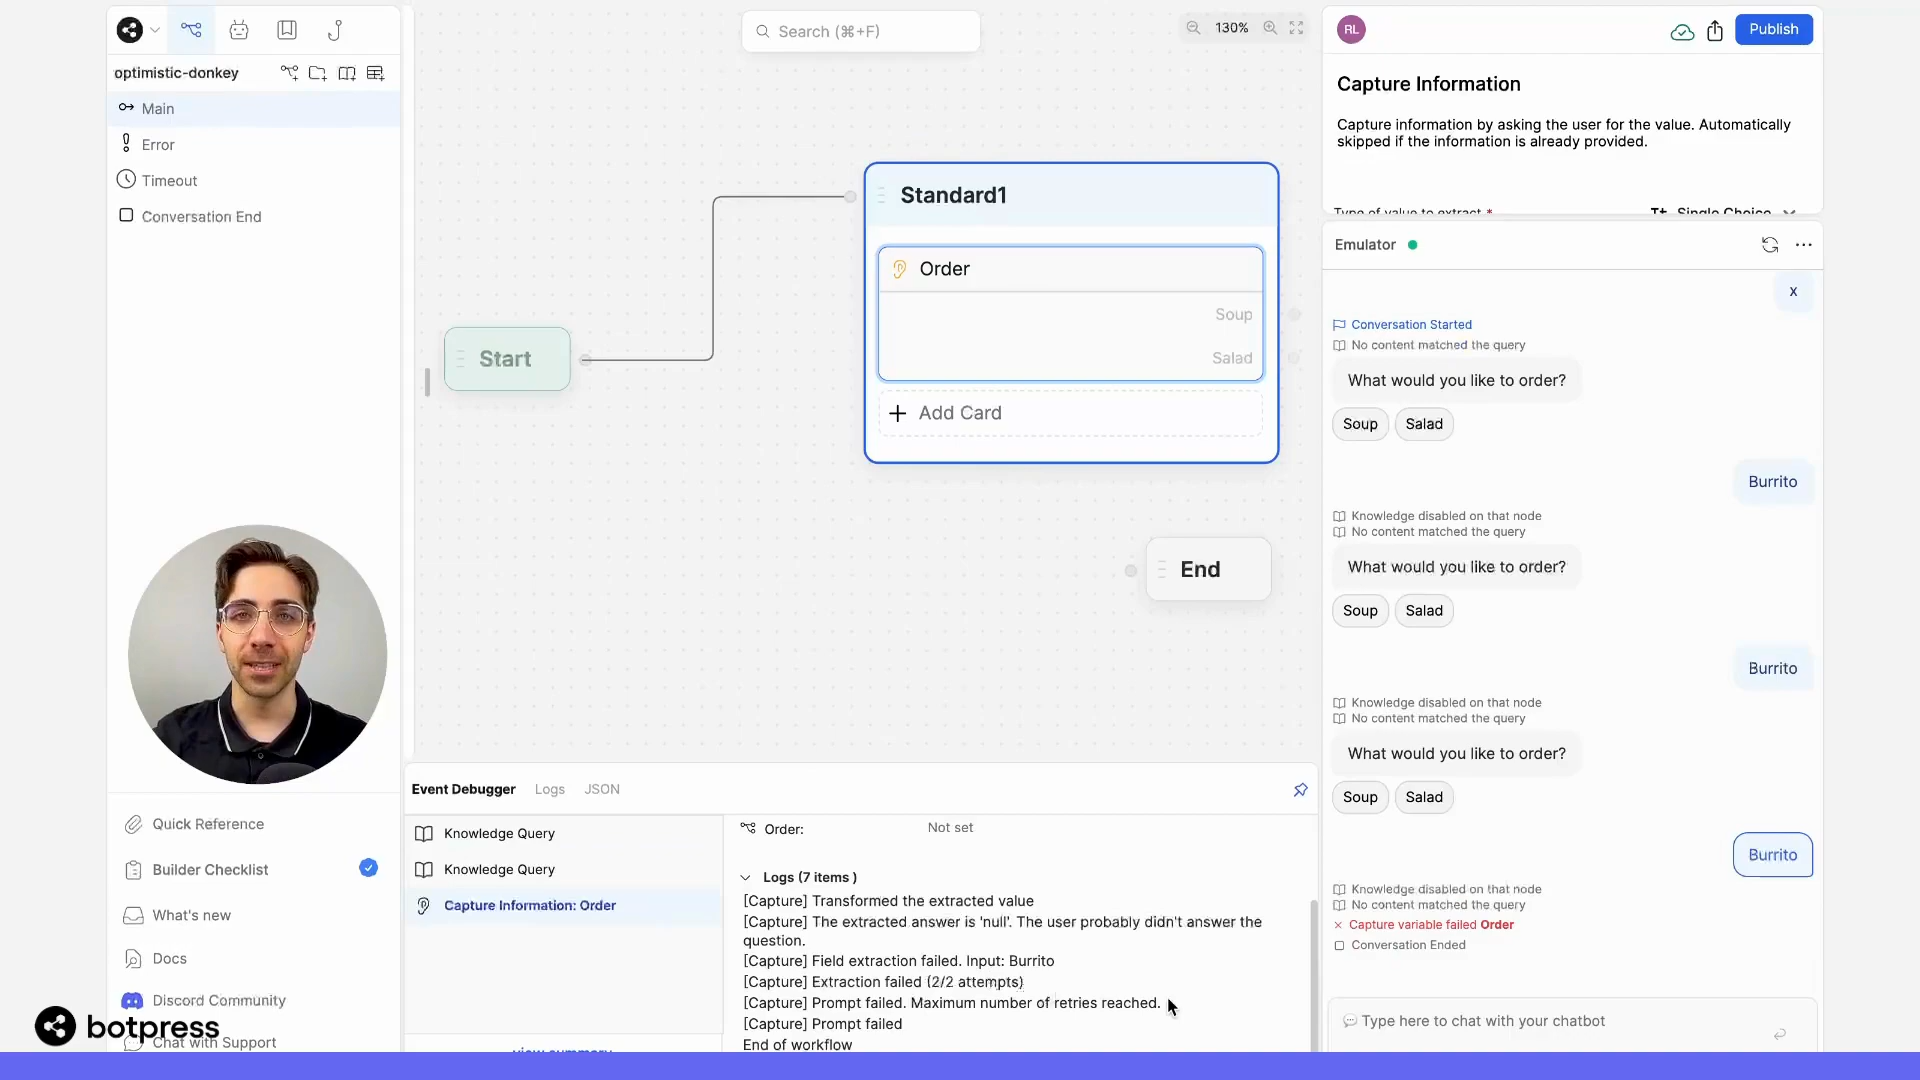 Search (⌘+F)
130%
RL
Publish
optimistic-donkey
Main
Error
Timeout
Conversation End
Capture Information
Capture information by asking the user for the value. Automatically
skipped if the information is already provided.
Type of value to extract *
Single Choice
Start
Standard1
Order
Soup
Salad
Add Card
End
Emulator
x
Conversation Started
No content matched the query
What would you like to order?
Soup
Salad
Burrito
Knowledge disabled on that node
No content matched the query
What would you like to order?
Soup
Salad
Burrito
Knowledge disabled on that node
No content matched the query
What would you like to order?
Soup
Salad
Burrito
Knowledge disabled on that node
No content matched the query
Capture variable failed Order
Conversation Ended
Type here to chat with your chatbot
Event Debugger
Logs
JSON
Knowledge Query
Knowledge Query
Capture Information: Order
view summary
Order:
Not set
Logs (7 items )
[Capture] Transformed the extracted value
[Capture] The extracted answer is 'null'. The user probably didn't answer the
question.
[Capture] Field extraction failed. Input: Burrito
[Capture] Extraction failed (2/2 attempts)
[Capture] Prompt failed. Maximum number of retries reached.
[Capture] Prompt failed
End of workflow
Quick Reference
Builder Checklist
What's new
Docs
Discord Community
Chat with Support
botpress